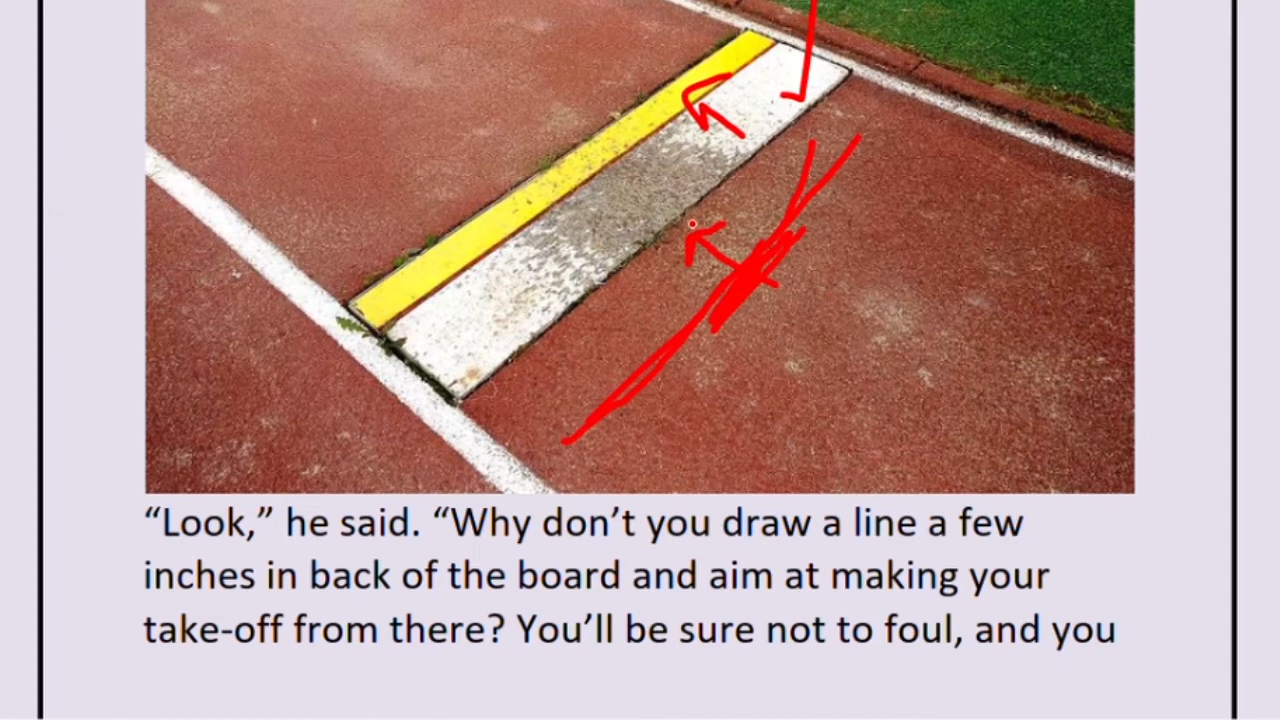 “Look,” he said. “Why don’t you draw a line a few
inches in back of the board and aim at making your
take-off from there? You’ll be sure not to foul, and you